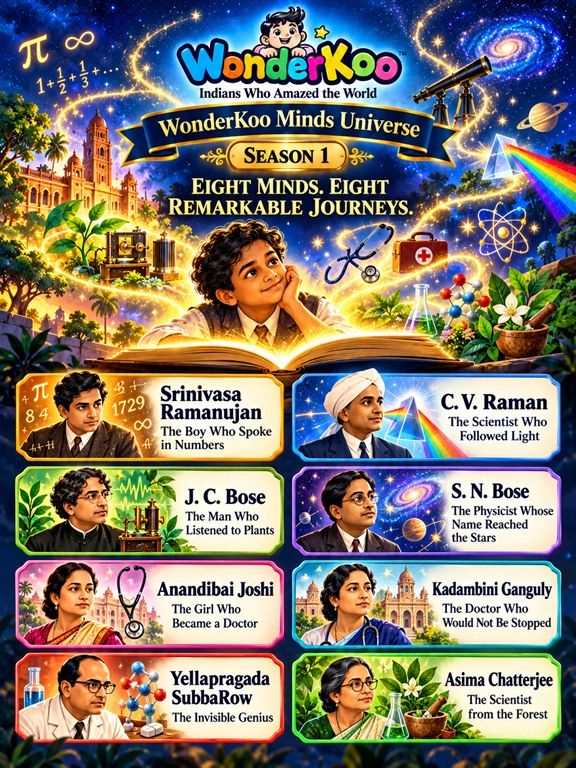 π ∞
1+1/2+1/3+...
WonderKoo™
Indians Who Amazed the World
WonderKoo Minds Universe
Season 1
Eight Minds. Eight
Remarkable Journeys.
π
8 4
1729
∞
Srinivasa
Ramanujan
The Boy Who Spoke
in Numbers
C. V. Raman
The Scientist Who
Followed Light
J. C. Bose
The Man Who
Listened to Plants
S. N. Bose
The Physicist Whose
Name Reached
the Stars
Anandibai Joshi
The Girl Who
Became a Doctor
Kadambini Ganguly
The Doctor Who
Would Not Be Stopped
Yellapragada
SubbaRow
The Invisible Genius
Asima Chatterjee
The Scientist
from the Forest